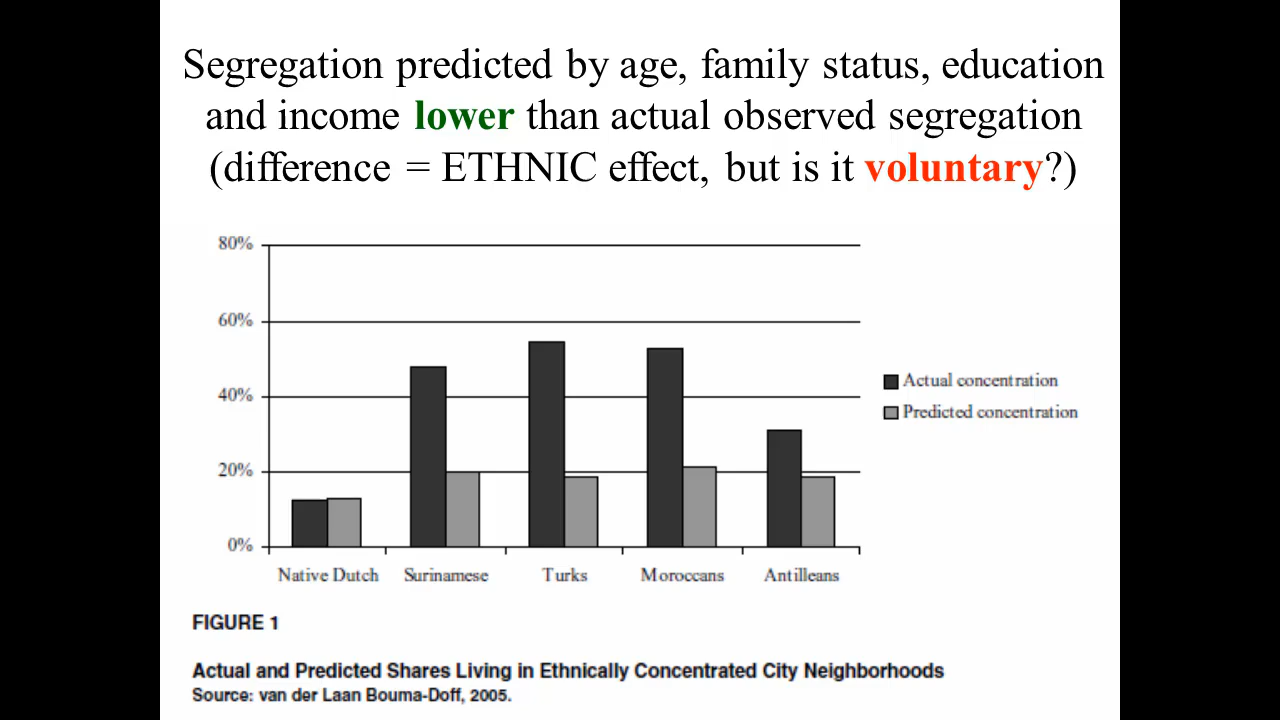 Segregation predicted by age, family status, education
and income lower than actual observed segregation
(difference = ETHNIC effect, but is it voluntary?)
80%
60%
40%
20%
0%
Actual concentration
Predicted concentration
Native Dutch Surinamese Turks Moroccans Antilleans
FIGURE 1
Actual and Predicted Shares Living in Ethnically Concentrated City Neighborhoods
Source: van der Laan Bouma-Doff, 2005.